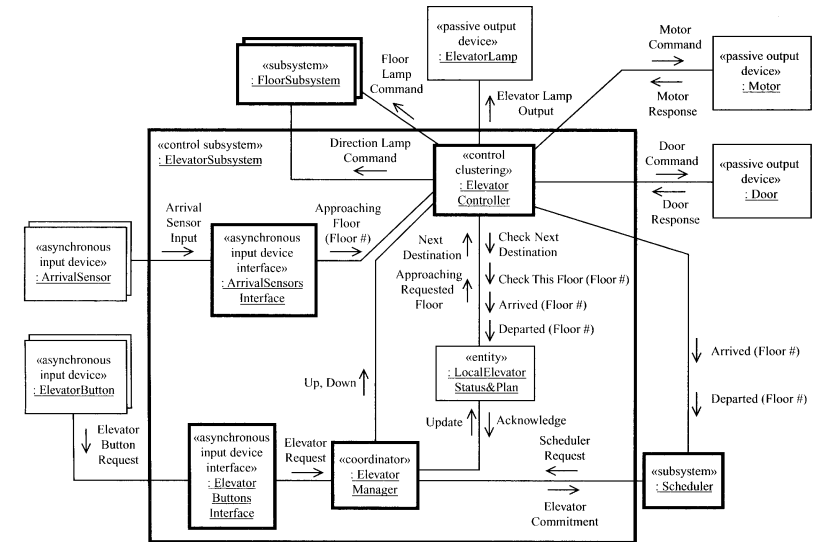 «subsystem»
: FloorSubsystem
Floor
Lamp
Command
«passive output
device»
: ElevatorLamp
Elevator Lamp
Output
Motor
Command
Motor
Response
«passive output
device»
: Motor
«control subsystem»
: ElevatorSubsystem
Direction Lamp
Command
«control
clustering»
: Elevator
Controller
Door
Command
Door
Response
«passive output
device»
: Door
«asynchronous
input device»
: ArrivalSensor
Arrival
Sensor
Input
«asynchronous
input device
interface»
: ArrivalSensors
Interface
Approaching
Floor
(Floor #)
Next
Destination
Approaching
Requested
Floor
Check Next
Destination
Check This Floor (Floor #)
Arrived (Floor #)
Departed (Floor #)
«entity»
: LocalElevator
Status&Plan
Arrived (Floor #)
Departed (Floor #)
«asynchronous
input device»
: ElevatorButton
Elevator
Button
Request
Up, Down
«asynchronous
input device
interface»
: Elevator
Buttons
Interface
Elevator
Request
«coordinator»
: Elevator
Manager
Update
Acknowledge
Scheduler
Request
Elevator
Commitment
«subsystem»
: Scheduler